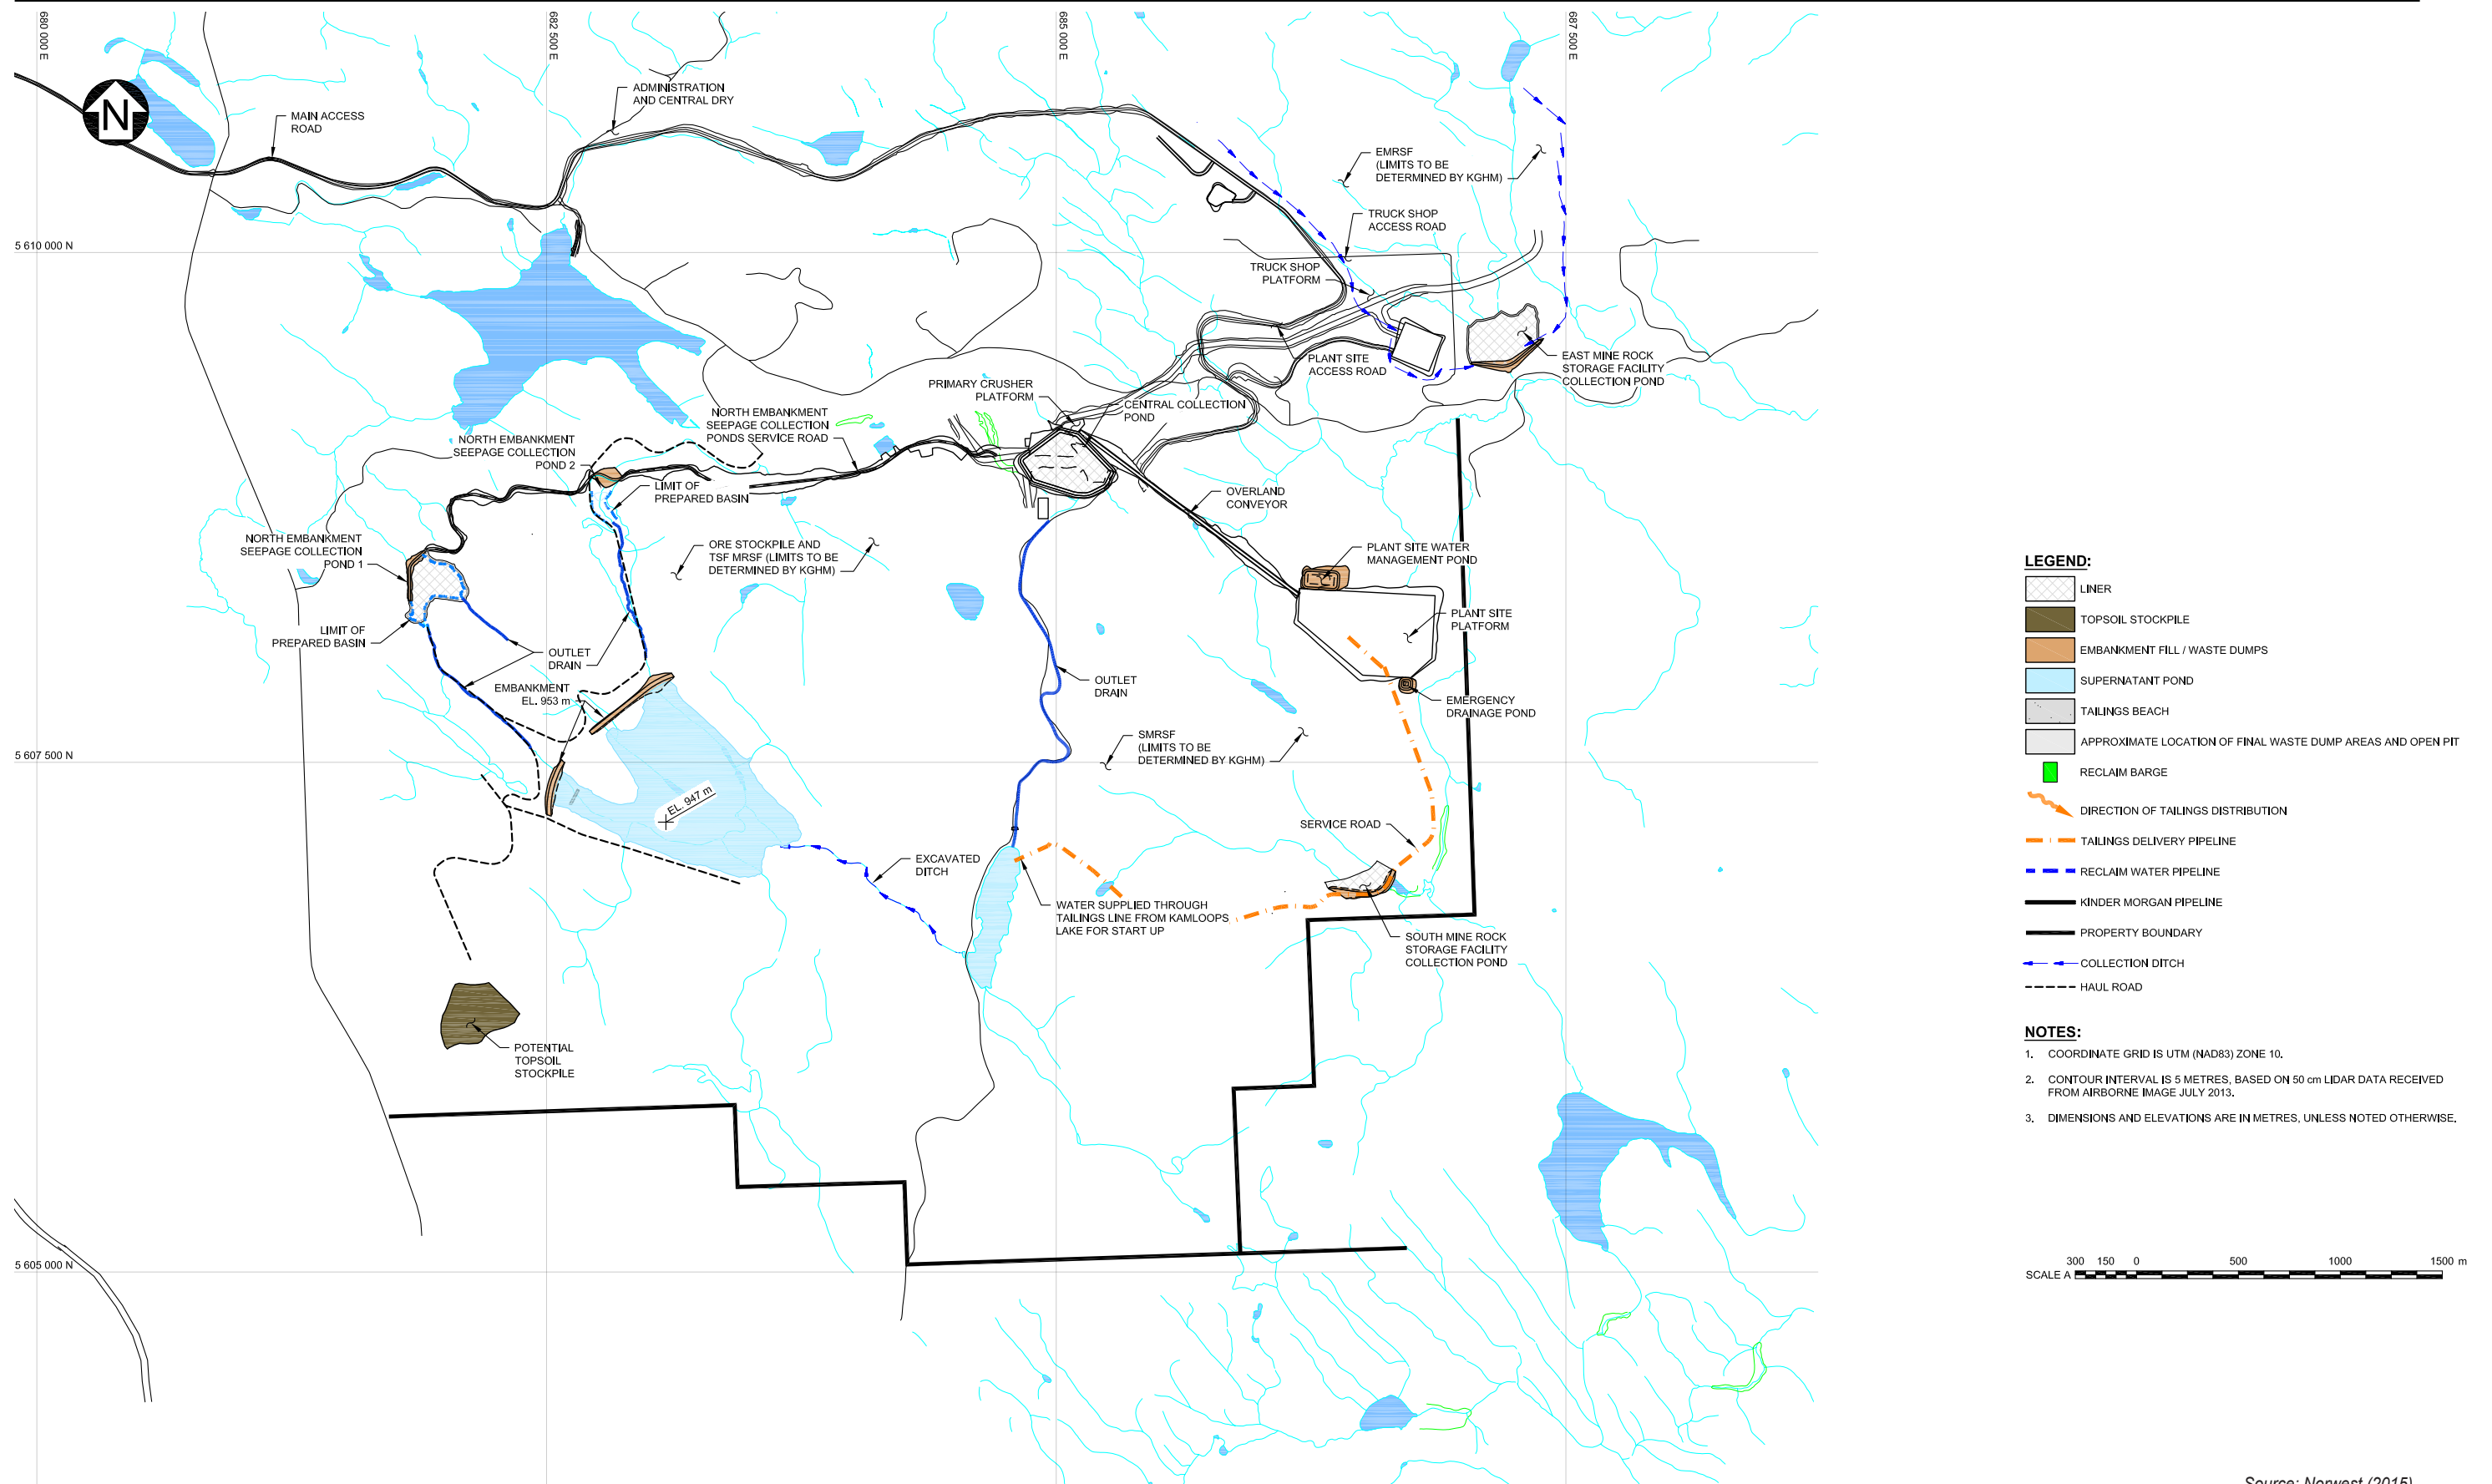 680 000 E
682 500 E
685 000 E
687 500 E
N
MAIN ACCESS
ROAD
ADMINISTRATION
AND CENTRAL DRY
EMRSF
(LIMITS TO BE
DETERMINED BY KGHM)
TRUCK SHOP
ACCESS ROAD
5 610 000 N
TRUCK SHOP
PLATFORM
PLANT SITE
ACCESS ROAD
EAST MINE ROCK
STORAGE FACILITY
COLLECTION POND
PRIMARY CRUSHER
PLATFORM
CENTRAL COLLECTION
POND
NORTH EMBANKMENT
SEEPAGE COLLECTION
PONDS SERVICE ROAD
NORTH EMBANKMENT
SEEPAGE COLLECTION
POND 2
LIMIT OF
PREPARED BASIN
OVERLAND
CONVEYOR
NORTH EMBANKMENT
SEEPAGE COLLECTION
POND 1
ORE STOCKPILE AND
TSF MRSF (LIMITS TO BE
DETERMINED BY KGHM)
PLANT SITE WATER
MANAGEMENT POND
LIMIT OF
PREPARED BASIN
PLANT SITE
PLATFORM
OUTLET
DRAIN
EMBANKMENT
EL. 953 m
OUTLET
DRAIN
EMERGENCY
DRAINAGE POND
SMRSF
(LIMITS TO BE
DETERMINED BY KGHM)
5 607 500 N
EL. 947 m
SERVICE ROAD
EXCAVATED
DITCH
WATER SUPPLIED THROUGH
TAILINGS LINE FROM KAMLOOPS
LAKE FOR START UP
SOUTH MINE ROCK
STORAGE FACILITY
COLLECTION POND
POTENTIAL
TOPSOIL
STOCKPILE
5 605 000 N
LEGEND:
LINER
TOPSOIL STOCKPILE
EMBANKMENT FILL / WASTE DUMPS
SUPERNATANT POND
TAILINGS BEACH
APPROXIMATE LOCATION OF FINAL WASTE DUMP AREAS AND OPEN PIT
RECLAIM BARGE
DIRECTION OF TAILINGS DISTRIBUTION
TAILINGS DELIVERY PIPELINE
RECLAIM WATER PIPELINE
KINDER MORGAN PIPELINE
PROPERTY BOUNDARY
COLLECTION DITCH
HAUL ROAD
NOTES:
1. COORDINATE GRID IS UTM (NAD83) ZONE 10.
2. CONTOUR INTERVAL IS 5 METRES, BASED ON 50 cm LIDAR DATA RECEIVED
FROM AIRBORNE IMAGE JULY 2013.
3. DIMENSIONS AND ELEVATIONS ARE IN METRES, UNLESS NOTED OTHERWISE.
300 150 0 500 1000 1500 m
SCALE A
Source: Norwest (2015)